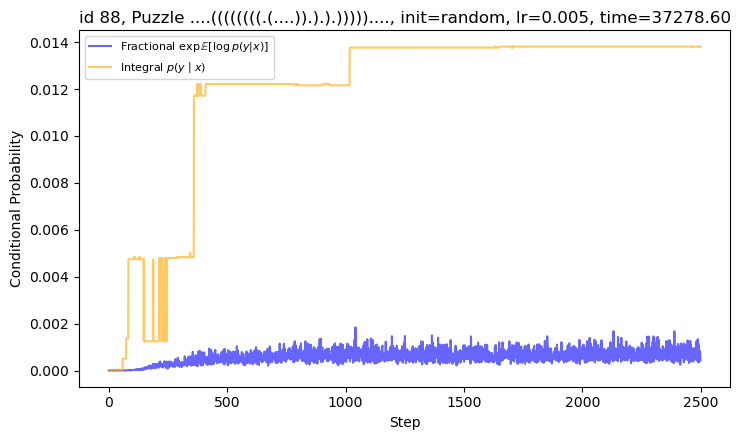 id 88, Puzzle ....((((((((.(.(....)).).).)))))...., init=random, lr=0.005, time=37278.60
Fractional exp𝔼[log p(y|x)]
Integral p(y | x)
0.014
0.012
0.010
0.008
0.006
0.004
0.002
0.000
Conditional Probability
0
500
1000
1500
2000
2500
Step